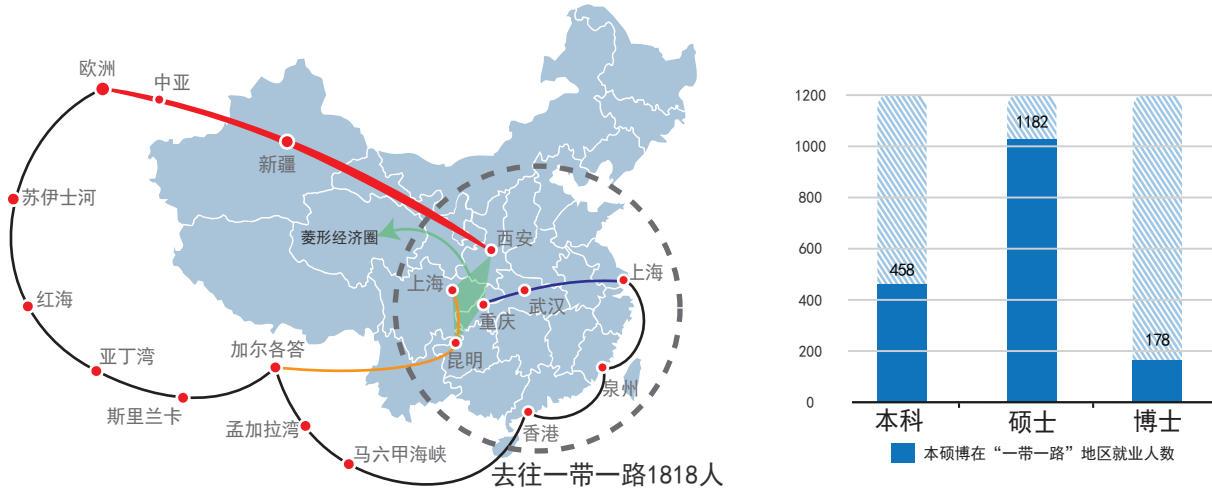 欧洲
中亚
新疆
苏伊士河
菱形经济圈
西安
上海
上海
武汉
重庆
红海
亚丁湾
加尔各答
昆明
泉州
斯里兰卡
孟加拉湾
香港
马六甲海峡
去往一带一路1818人
1200
1000
800
600
400
200
0
458
1182
178
本科
硕士
博士
本硕博在“一带一路”地区就业人数